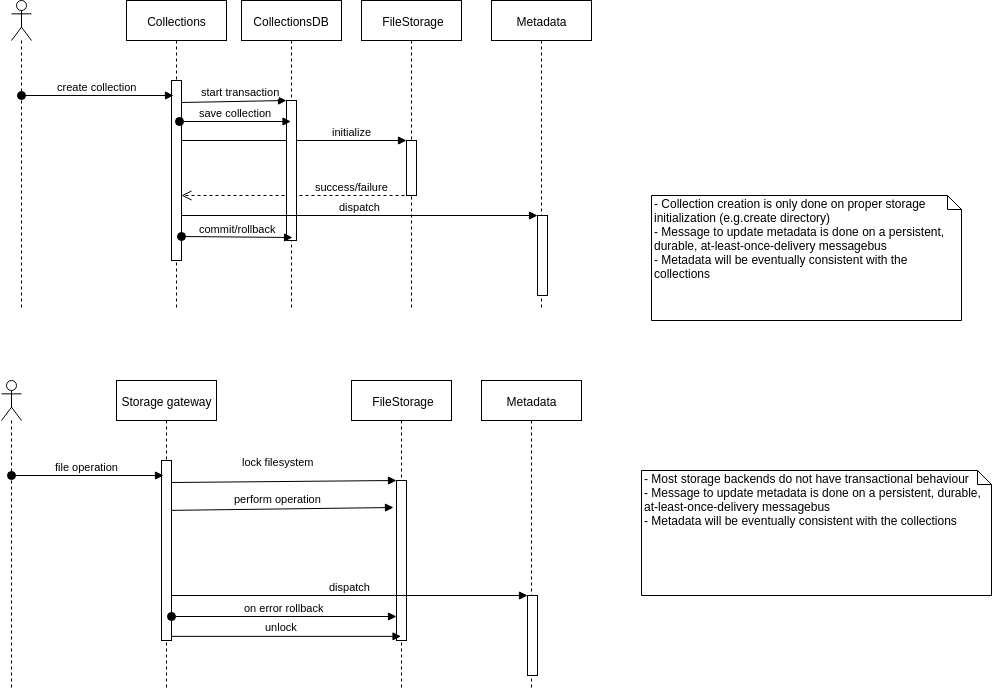 Collections
CollectionsDB
FileStorage
Metadata
create collection
start transaction
save collection
initialize
success/failure
dispatch
commit/rollback
- Collection creation is only done on proper storage
initialization (e.g.create directory)
- Message to update metadata is done on a persistent,
durable, at-least-once-delivery messagebus
- Metadata will be eventually consistent with the
collections
Storage gateway
FileStorage
Metadata
file operation
lock filesystem
perform operation
dispatch
on error rollback
unlock
- Most storage backends do not have transactional behaviour
- Message to update metadata is done on a persistent, durable,
at-least-once-delivery messagebus
- Metadata will be eventually consistent with the collections